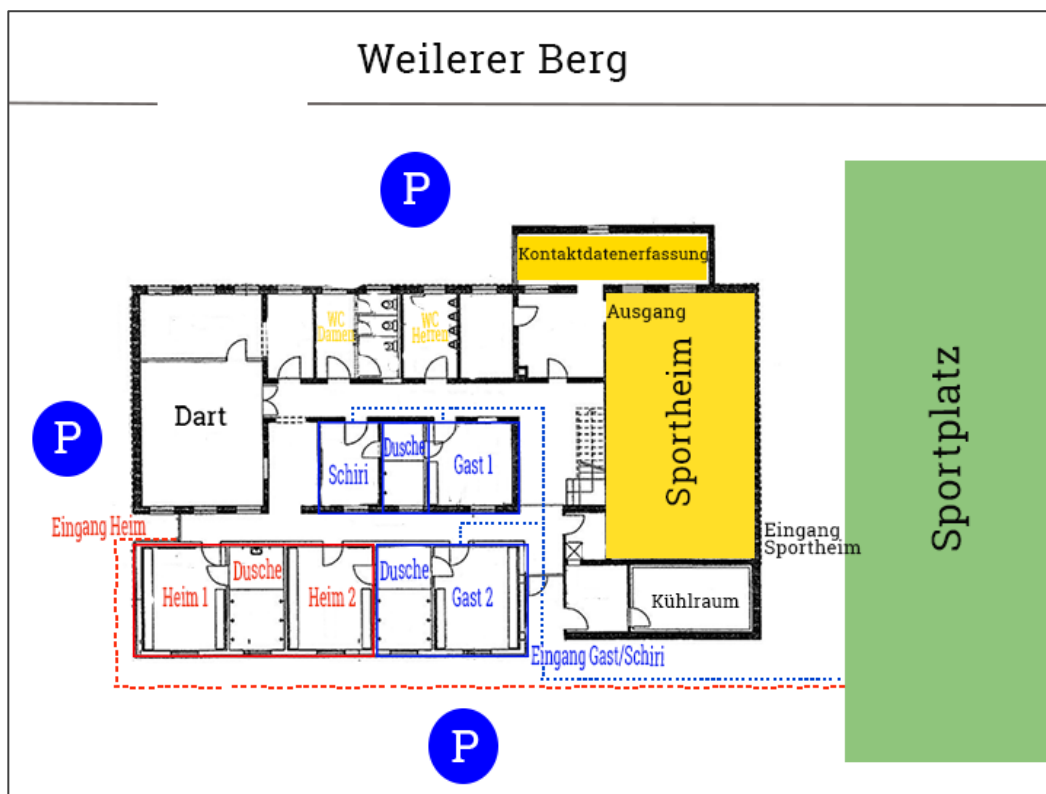 Weilerer Berg
P
Kontaktdatenerfassung
Ausgang
WC
Damen
WC
Herren
Sportheim
Sportplatz
P
Dart
Schiri
Dusche
Gast 1
Eingang Heim
Eingang
Sportheim
Heim 1
Dusche
Heim 2
Dusche
Gast 2
Kühlraum
Eingang Gast/Schiri
P